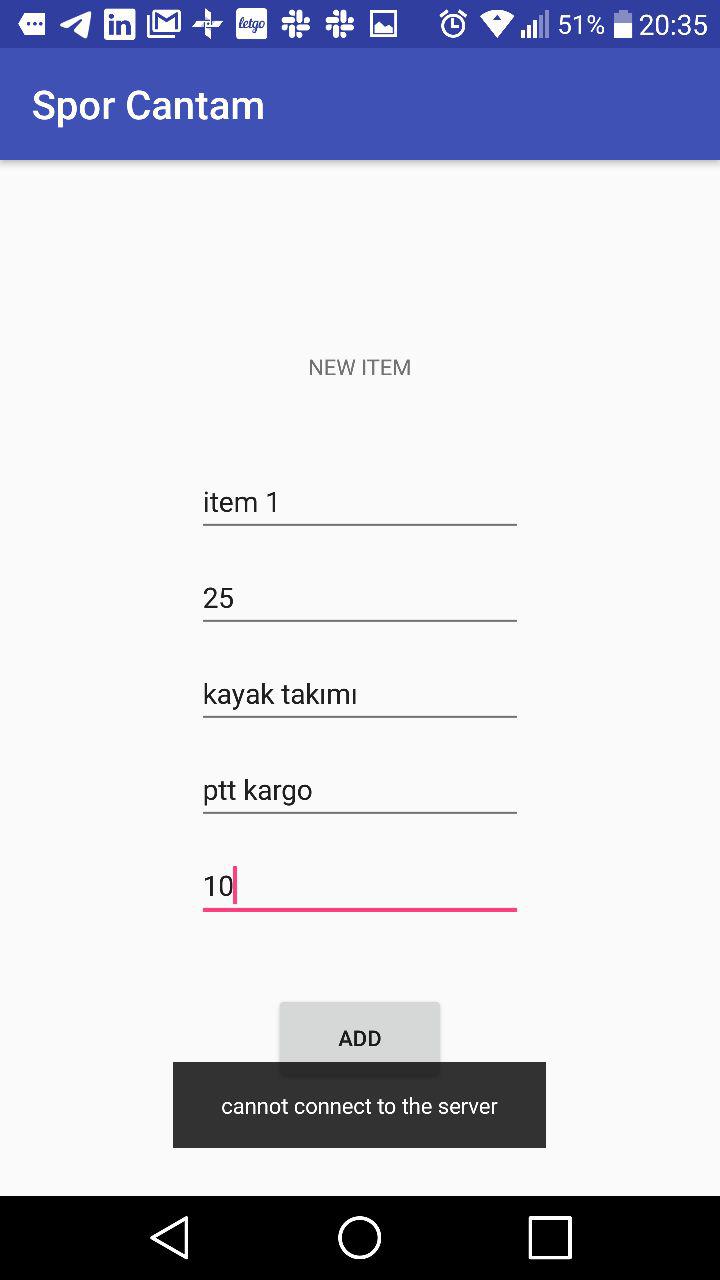 letgo 51% 20:35
Spor Cantam
NEW ITEM
item 1
25
kayak takımı
ptt kargo
10
ADD
cannot connect to the server